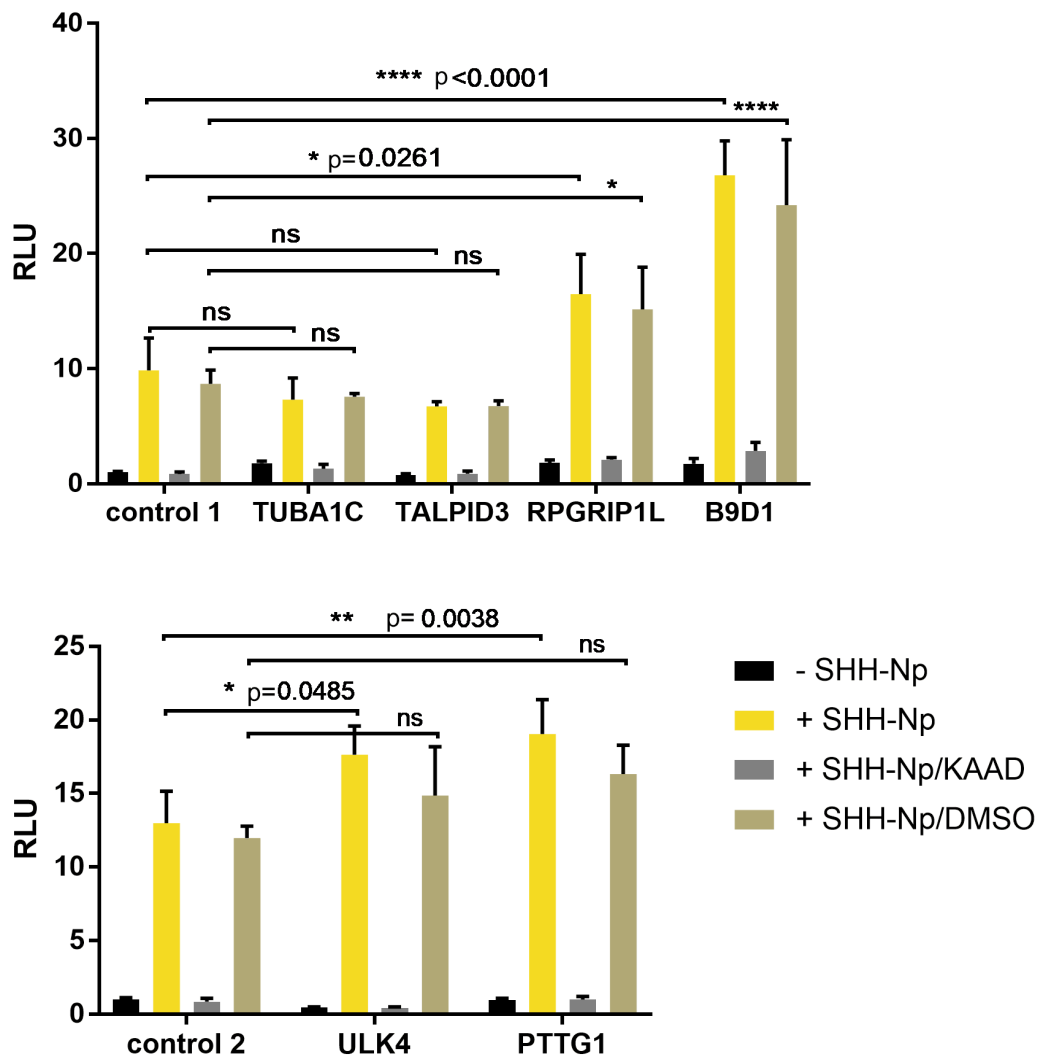 40
**** p<0.0001
****
30
* p=0.0261
*
RLU
ns
20
ns
ns
ns
10
0
control 1 TUBA1C TALPID3 RPGRIP1L B9D1
** p= 0.0038
25
ns
* p=0.0485
20
ns
15
RLU
10
5
0
control 2 ULK4 PTTG1
- SHH-Np
+ SHH-Np
+ SHH-Np/KAAD
+ SHH-Np/DMSO